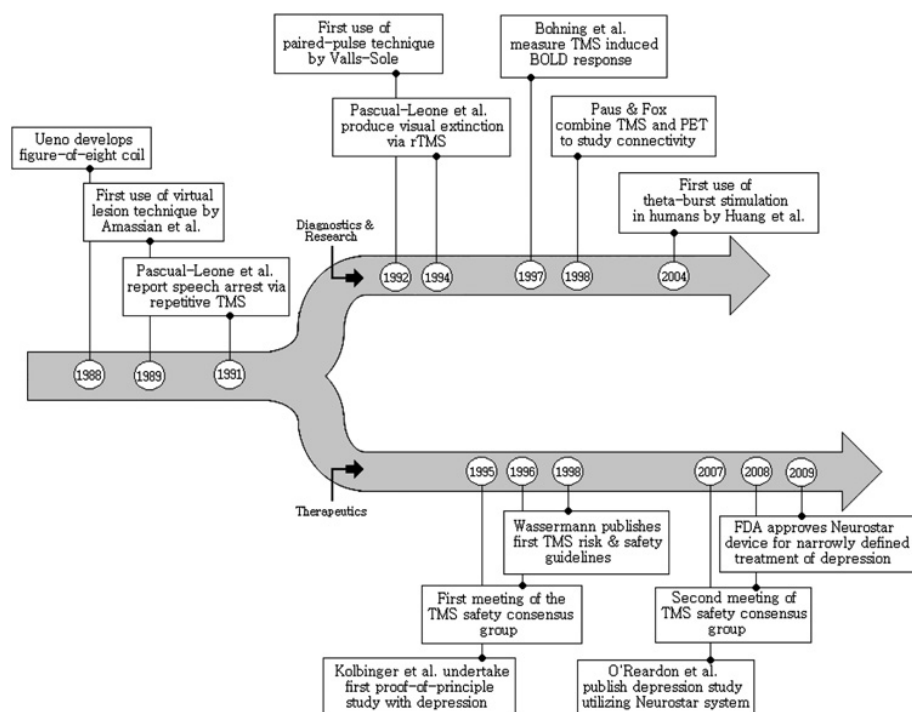 First use of
paired-pulse technique
by Valls-Sole
Bohning et al.
measure TMS induced
BOLD response
Pascual-Leone et al.
produce visual extinction
via rTMS
Paus & Fox
combine TMS and PET
to study connectivity
Ueno develops
figure-of-eight coil
First use of virtual
lesion technique by
Amassian et al.
First use of
theta-burst stimulation
in humans by Huang et al.
Pascual-Leone et al.
report speech arrest via
repetitive TMS
Diagnostics &
Research
1992
1994
1997
1998
2004
1988
1989
1991
1995
1996
1998
2007
2008
2009
Therapeutics
Wassermann publishes
first TMS risk & safety
guidelines
FDA approves Neurostar
device for narrowly defined
treatment of depression
First meeting of the
TMS safety consensus
group
Second meeting of
TMS safety consensus
group
Kolbinger et al. undertake
first proof-of-principle
study with depression
O'Reardon et al.
publish depression study
utilizing Neurostar system